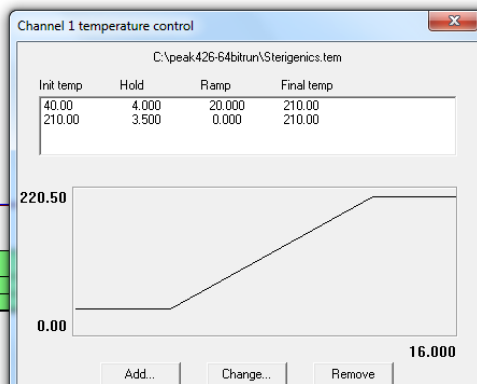 Channel 1 temperature control
x
C:\peak426-64bitrun\Sterigenics.tem
Init temp Hold Ramp Final temp
40.00 4.000 20.000 210.00
210.00 3.500 0.000 210.00
220.50
0.00
16.000
Add... Change... Remove